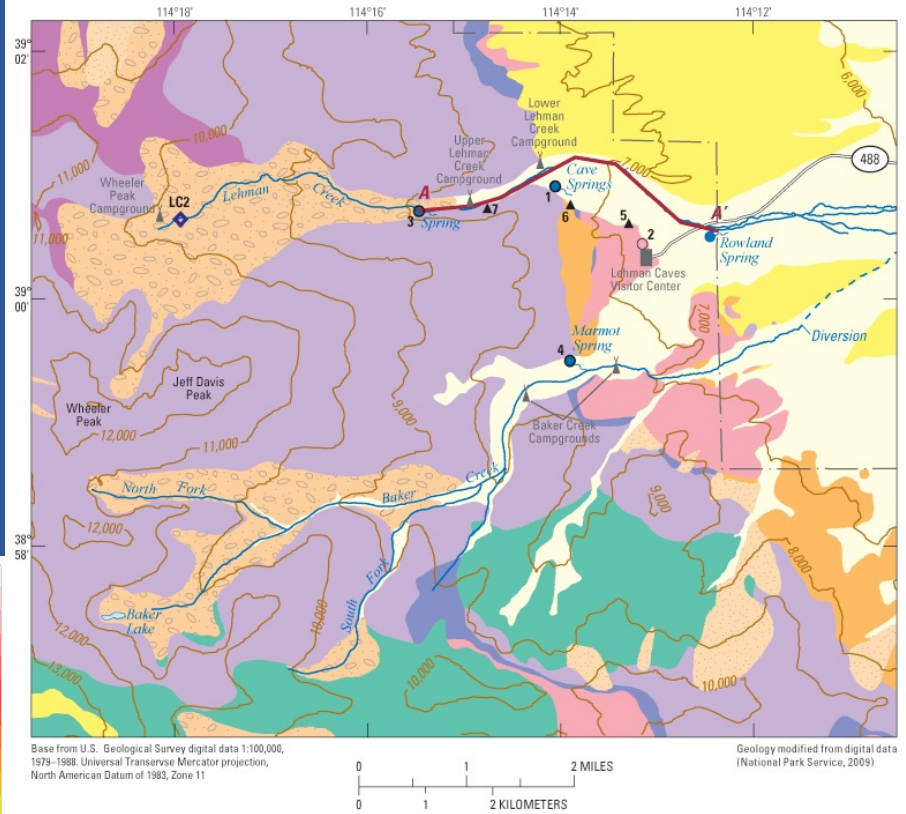 114°18'
114°16'
114°14'
114°12'
39°
02'
10,000
11,000
Wheeler
Peak
Campground
LC2
Lehman
Creek
A
3
Spring
Upper
Lehman
Creek
Campground
7
Lower
Lehman
Creek
Campground
Cave
Springs
1
6
7,000
5
2
A'
6,000
488
Rowland
Spring
Lehman Caves
Visitor Center
11,000
39°
00'
Marmot
Spring
4
7,000
Diversion
Jeff Davis
Peak
Wheeler
Peak
12,000
11,000
9,000
Baker Creek
Campgrounds
North Fork
Baker
Creek
9,000
12,000
38°
58'
8,000
South
Fork
10,000
Baker
Lake
12,000
13,000
10,000
10,000
Base from U.S. Geological Survey digital data 1:100,000,
1979–1988. Universal Transervse Mercator projection,
North American Datum of 1983, Zone 11
Geology modified from digital data
(National Park Service, 2009)
0 1 2 MILES
0 1 2 KILOMETERS